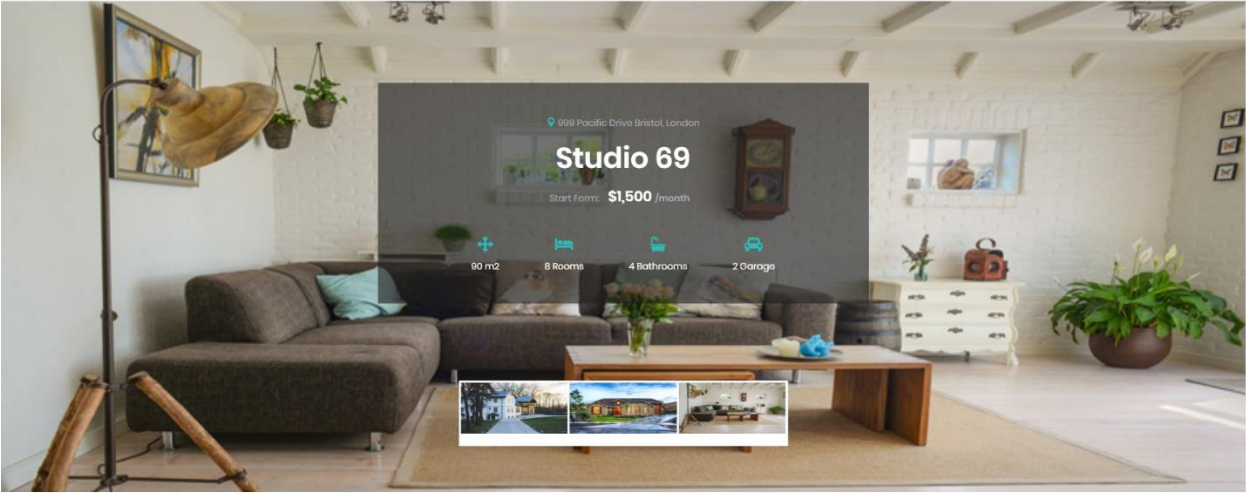 999 Pacific Drive Bristol, London
Studio 69
Start Form: $1,500 /month
90 m2 8 Rooms 4 Bathrooms 2 Garage